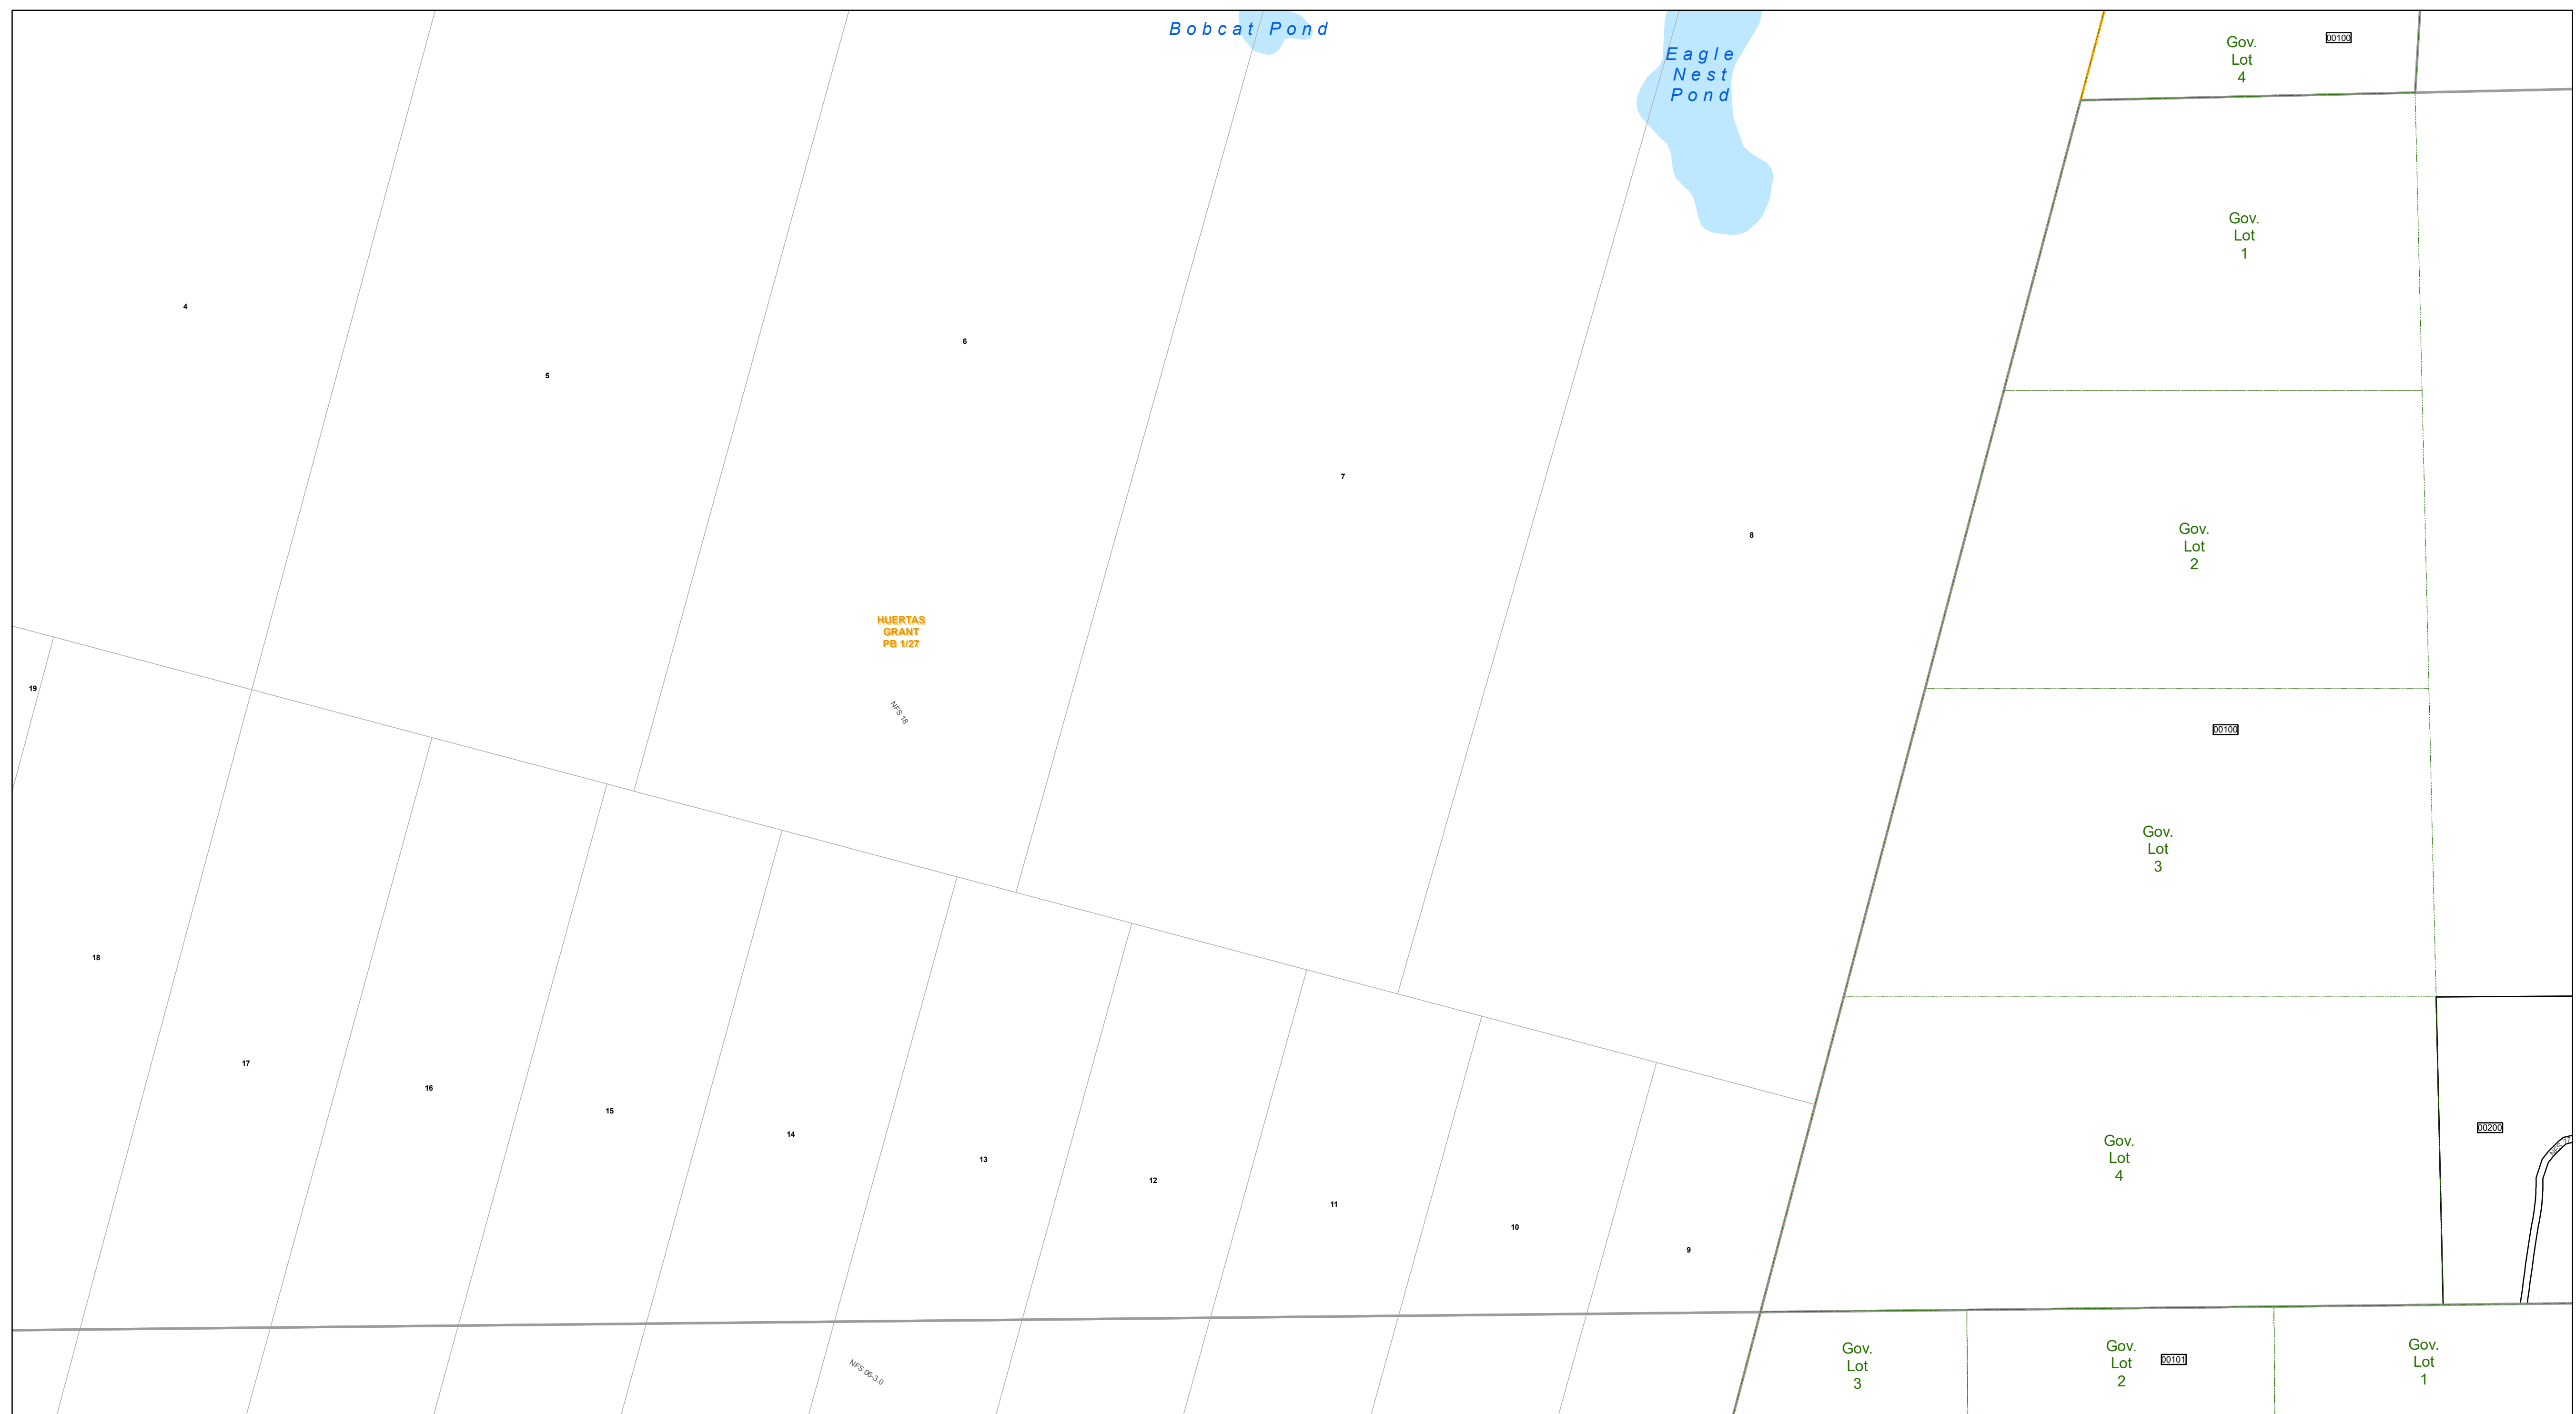 Bobcat Pond
Eagle
Nest
Pond
Gov.
Lot
4
00100
Gov.
Lot
1
4
6
5
7
8
Gov.
Lot
2
HUERTAS
GRANT
PB 1/27
19
NFS 18
00100
Gov.
Lot
3
18
17
16
15
14
13
12
11
10
9
Gov.
Lot
4
00200
NFS 27
NFS 06-3.0
Gov.
Lot
3
Gov.
Lot
2
00101
Gov.
Lot
1